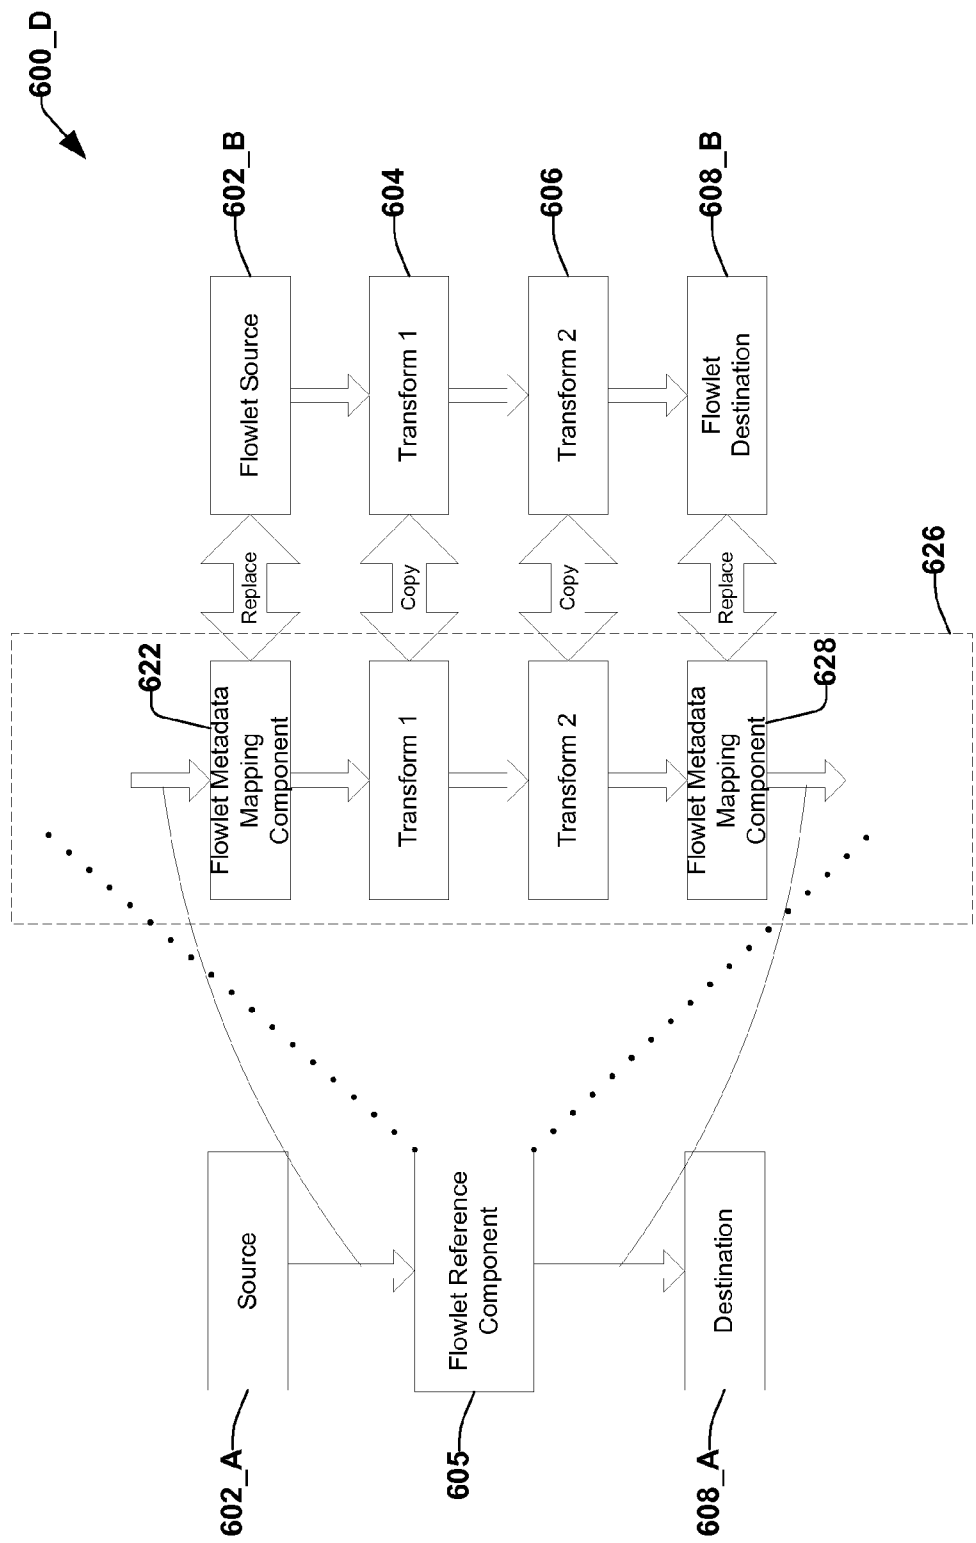 600_D
602_A
Source
622
Flowlet Metadata
Mapping
Component
Replace
Flowlet Source
602_B
Transform 1
Copy
Transform 1
604
605
Flowlet Reference
Component
Transform 2
Copy
Transform 2
606
608_A
Destination
Flowlet Metadata
Mapping
Component
628
Replace
Flowlet
Destination
608_B
626